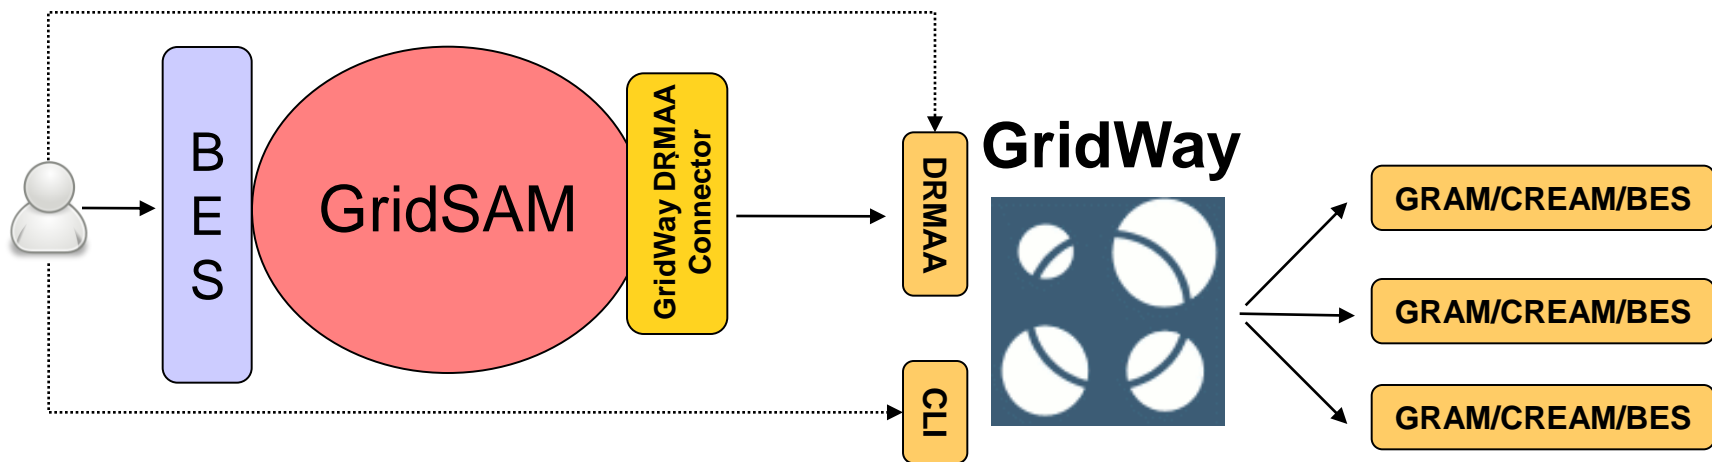 B
E
S
GridSAM
GridWay DRMAA
Connector
DRMAA
CLI
GridWay
GRAM/CREAM/BES
GRAM/CREAM/BES
GRAM/CREAM/BES